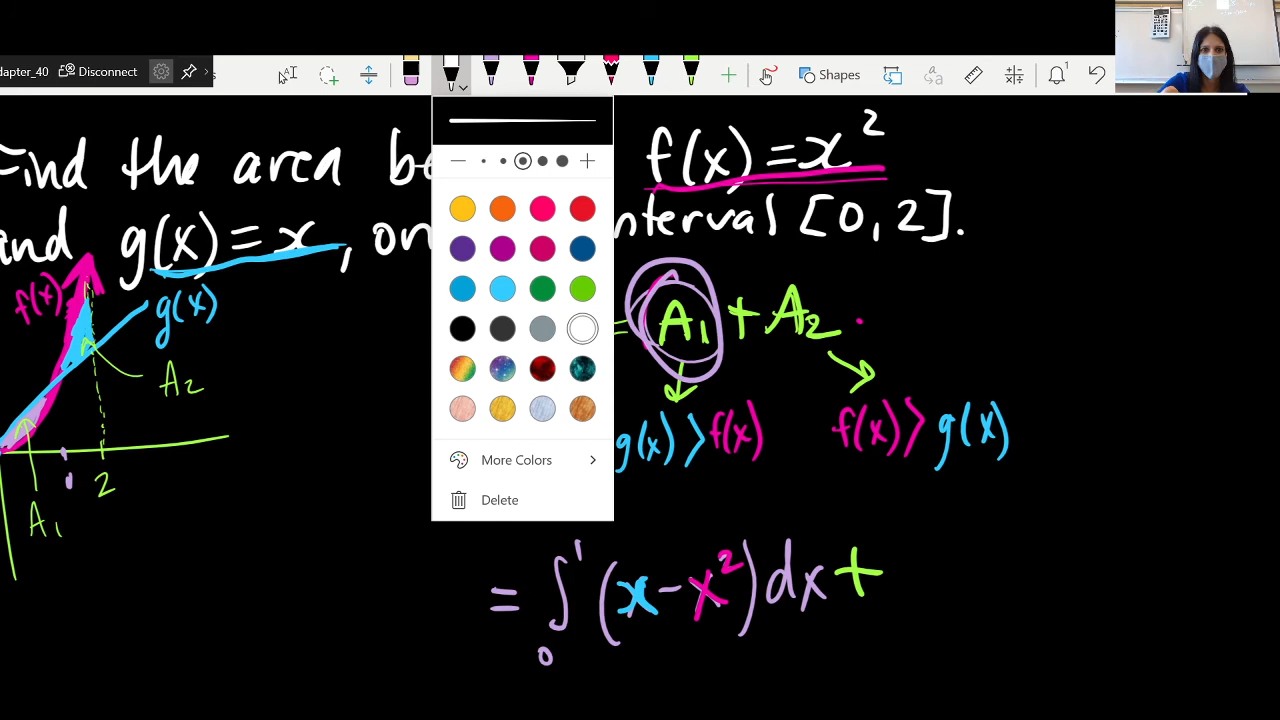 dapter_40 Disconnect
Shapes
Find the area be f(x) = x²
and g(x) = x, on nterval [0, 2].
f(x)
g(x)
= A₁ + A₂
A₂
g(x) > f(x) f(x) > g(x)
2
A₁
More Colors
Delete
= ∫₀¹ (x - x²) dx +